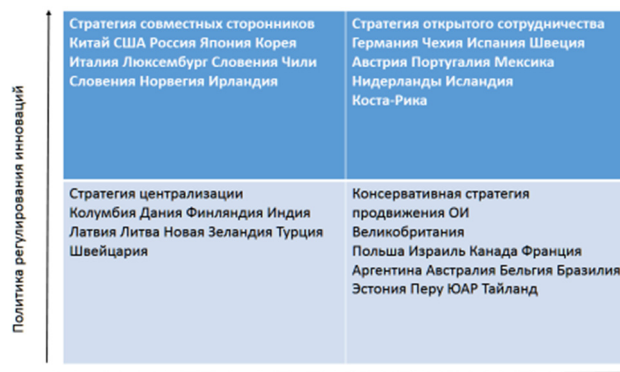 Политика регулирования инноваций
Стратегия совместных сторонников
Китай США Россия Япония Корея
Италия Люксембург Словения Чили
Словения Норвегия Ирландия
Стратегия открытого сотрудничества
Германия Чехия Испания Швеция
Австрия Португалия Мексика
Нидерланды Исландия
Коста-Рика
Стратегия централизации
Колумбия Дания Финляндия Индия
Латвия Литва Новая Зеландия Турция
Швейцария
Консервативная стратегия
продвижения ОИ
Великобритания
Польша Израиль Канада Франция
Аргентина Австралия Бельгия Бразилия
Эстония Перу ЮАР Тайланд